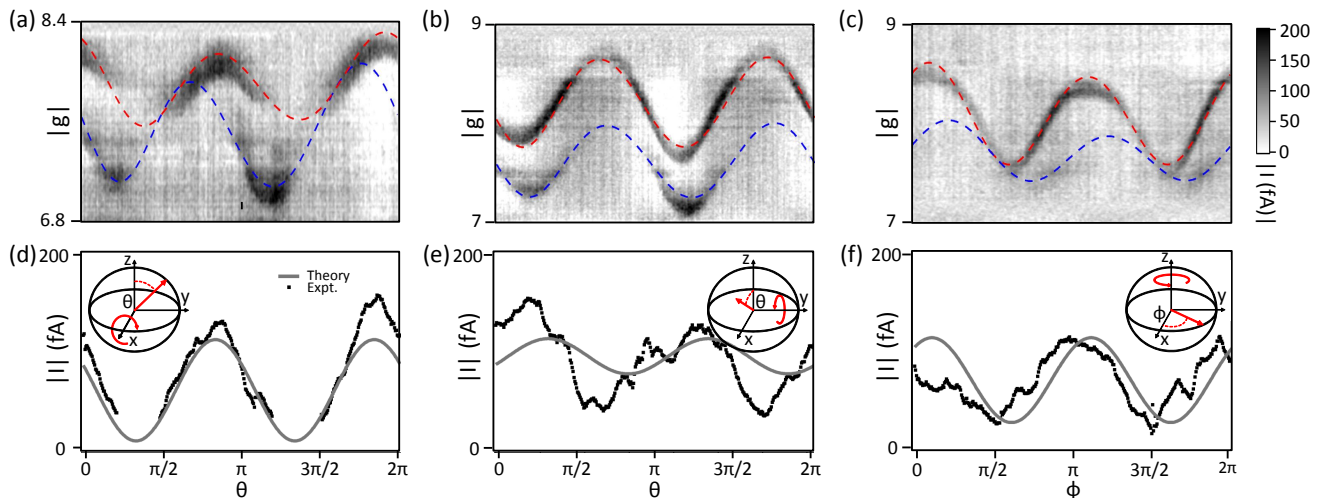 (a)
8.4
|g|
6.8
(b)
9
|g|
7
(c)
9
|g|
7
200
150
100
50
0
|I (fA)|
(d)
200
|I| (fA)
0
z
y
x
θ
Theory
Expt.
0
π/2
π
3π/2
2π
θ
(e)
200
|I| (fA)
0
z
y
x
θ
0
π/2
π
3π/2
2π
θ
(f)
200
|I| (fA)
0
z
y
x
ϕ
0
π/2
π
3π/2
2π
ϕ